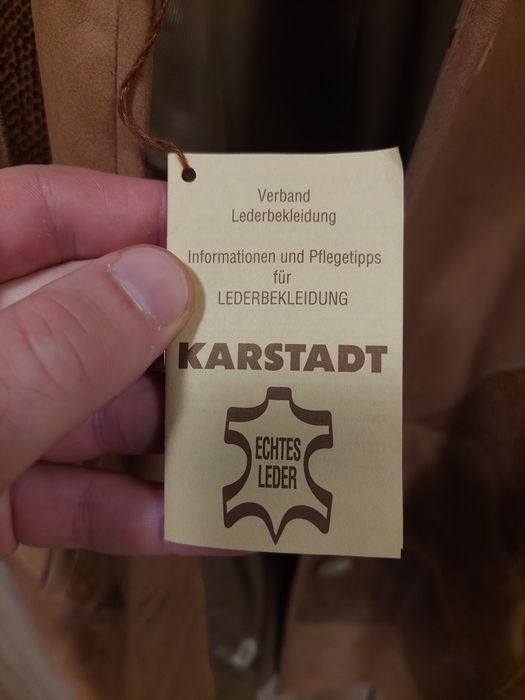 Verband
Lederbekleidung
Informationen und Pflegetipps
für
LEDERBEKLEIDUNG
KARSTADT
ECHTES
LEDER